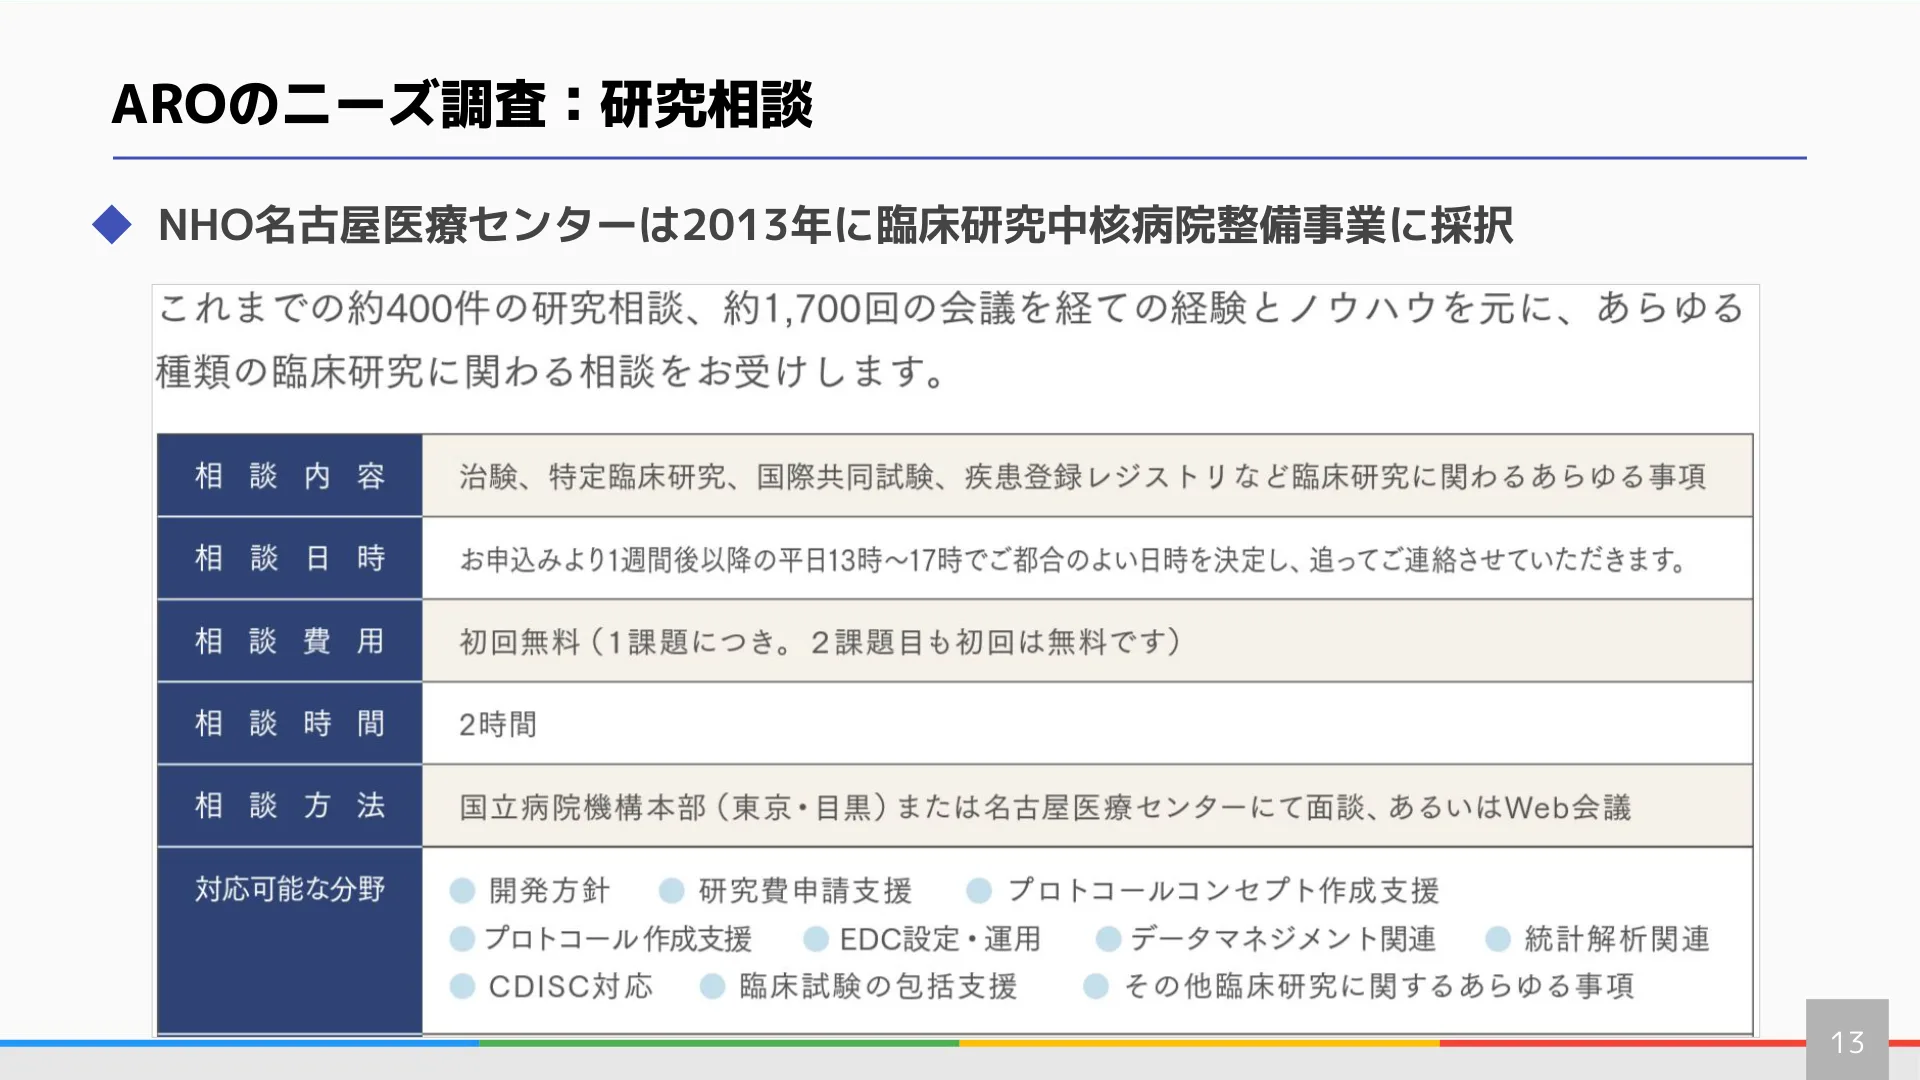 AROのニーズ調査：研究相談
NHO名古屋医療センターは2013年に臨床研究中核病院整備事業に採択
これまでの約400件の研究相談、約1,700回の会議を経ての経験とノウハウを元に、あらゆる
種類の臨床研究に関わる相談をお受けします。
相談内容 治験、特定臨床研究、国際共同試験、疾患登録レジストリなど臨床研究に関わるあらゆる事項
相談日時 お申込みより1週間後以降の平日13時〜17時でご都合のよい日時を決定し、追ってご連絡させていただきます。
相談費用 初回無料（1課題につき。2課題目も初回は無料です）
相談時間 2時間
相談方法 国立病院機構本部（東京・目黒）または名古屋医療センターにて面談、あるいはWeb会議
対応可能な分野 開発方針 研究費申請支援 プロトコールコンセプト作成支援
プロトコール作成支援 EDC設定・運用 データマネジメント関連 統計解析関連
CDISC対応 臨床試験の包括支援 その他臨床研究に関するあらゆる事項
13